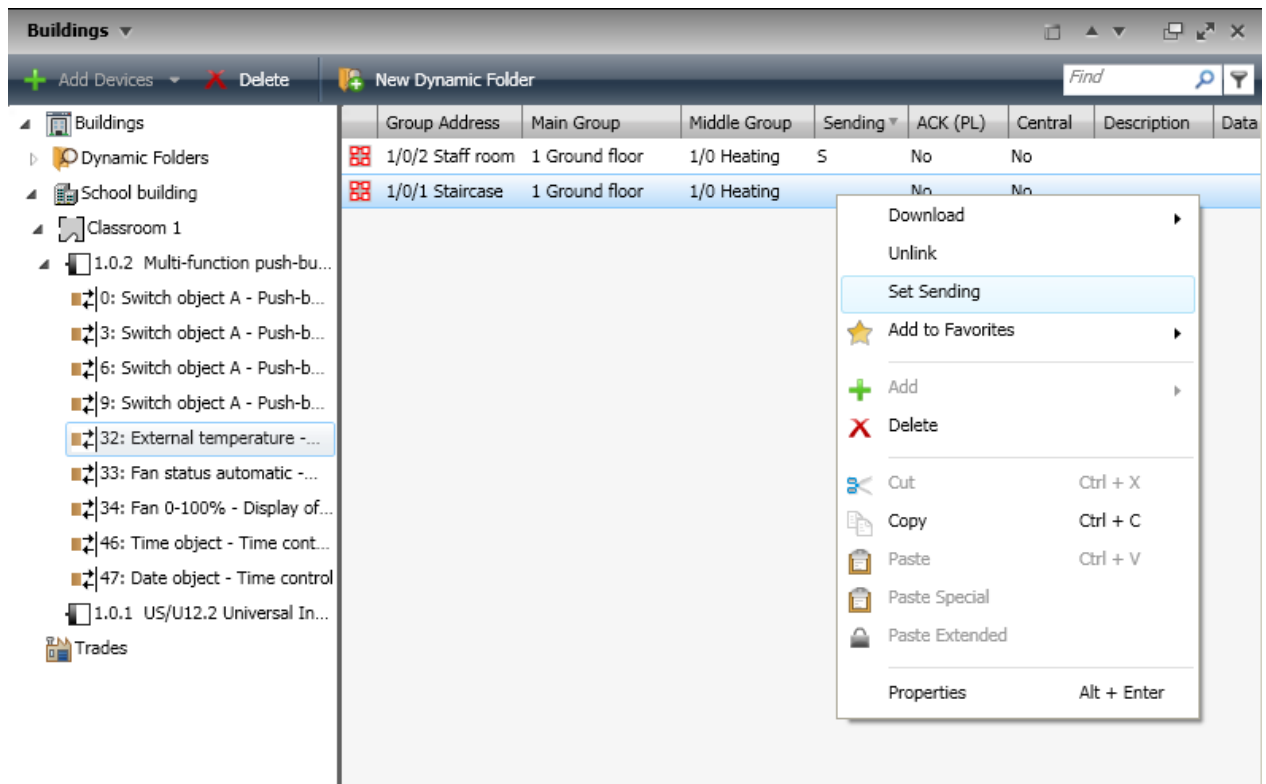 Buildings
Add Devices Delete New Dynamic Folder Find
Buildings
Dynamic Folders
School building
Classroom 1
1.0.2 Multi-function push-bu...
0: Switch object A - Push-b...
3: Switch object A - Push-b...
6: Switch object A - Push-b...
9: Switch object A - Push-b...
32: External temperature -...
33: Fan status automatic -...
34: Fan 0-100% - Display of...
46: Time object - Time cont...
47: Date object - Time control
1.0.1 US/U12.2 Universal In...
Trades
Group Address Main Group Middle Group Sending ACK (PL) Central Description Data
1/0/2 Staff room 1 Ground floor 1/0 Heating S No No
1/0/1 Staircase 1 Ground floor 1/0 Heating No No
Download
Unlink
Set Sending
Add to Favorites
Add
Delete
Cut Ctrl + X
Copy Ctrl + C
Paste Ctrl + V
Paste Special
Paste Extended
Properties Alt + Enter